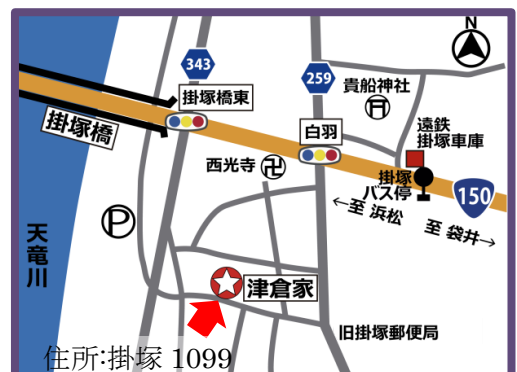 N
343
掛塚橋東
259
貴船神社
遠鉄
掛塚車庫
掛塚橋
白羽
西光寺
掛塚
バス停
150
←至 浜松
至 袋井→
P
天竜川
津倉家
旧掛塚郵便局
住所:掛塚 1099